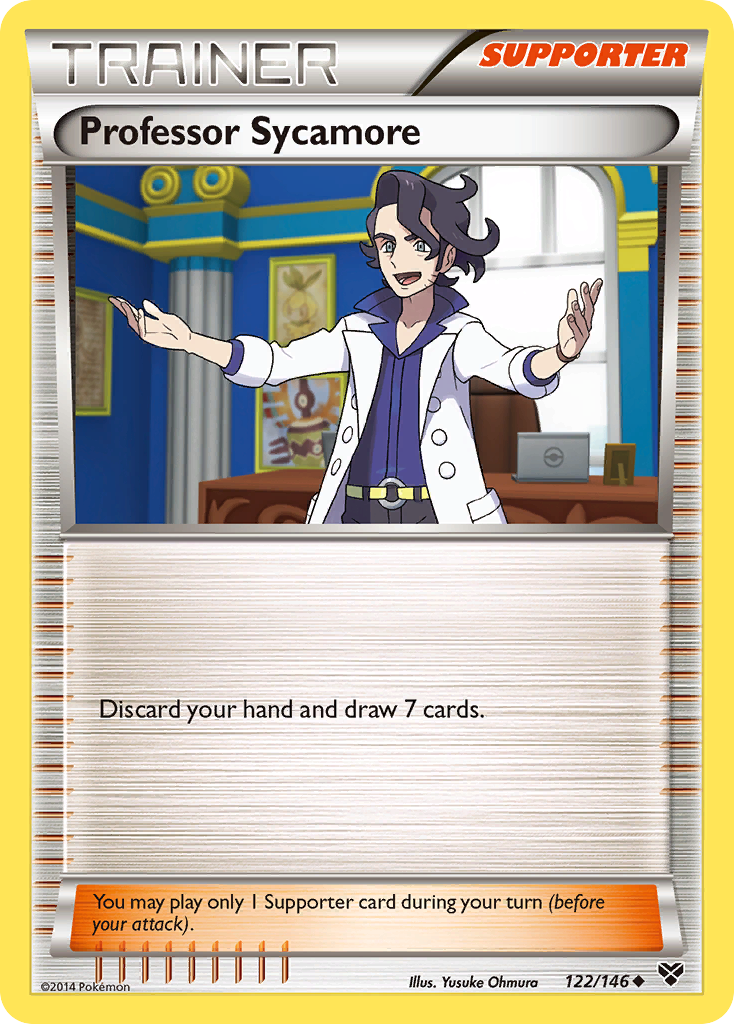 TRAINER
SUPPORTER
Professor Sycamore
Discard your hand and draw 7 cards.
You may play only 1 Supporter card during your turn (before
your attack).
©2014 Pokémon
Illus. Yusuke Ohmura
122/146